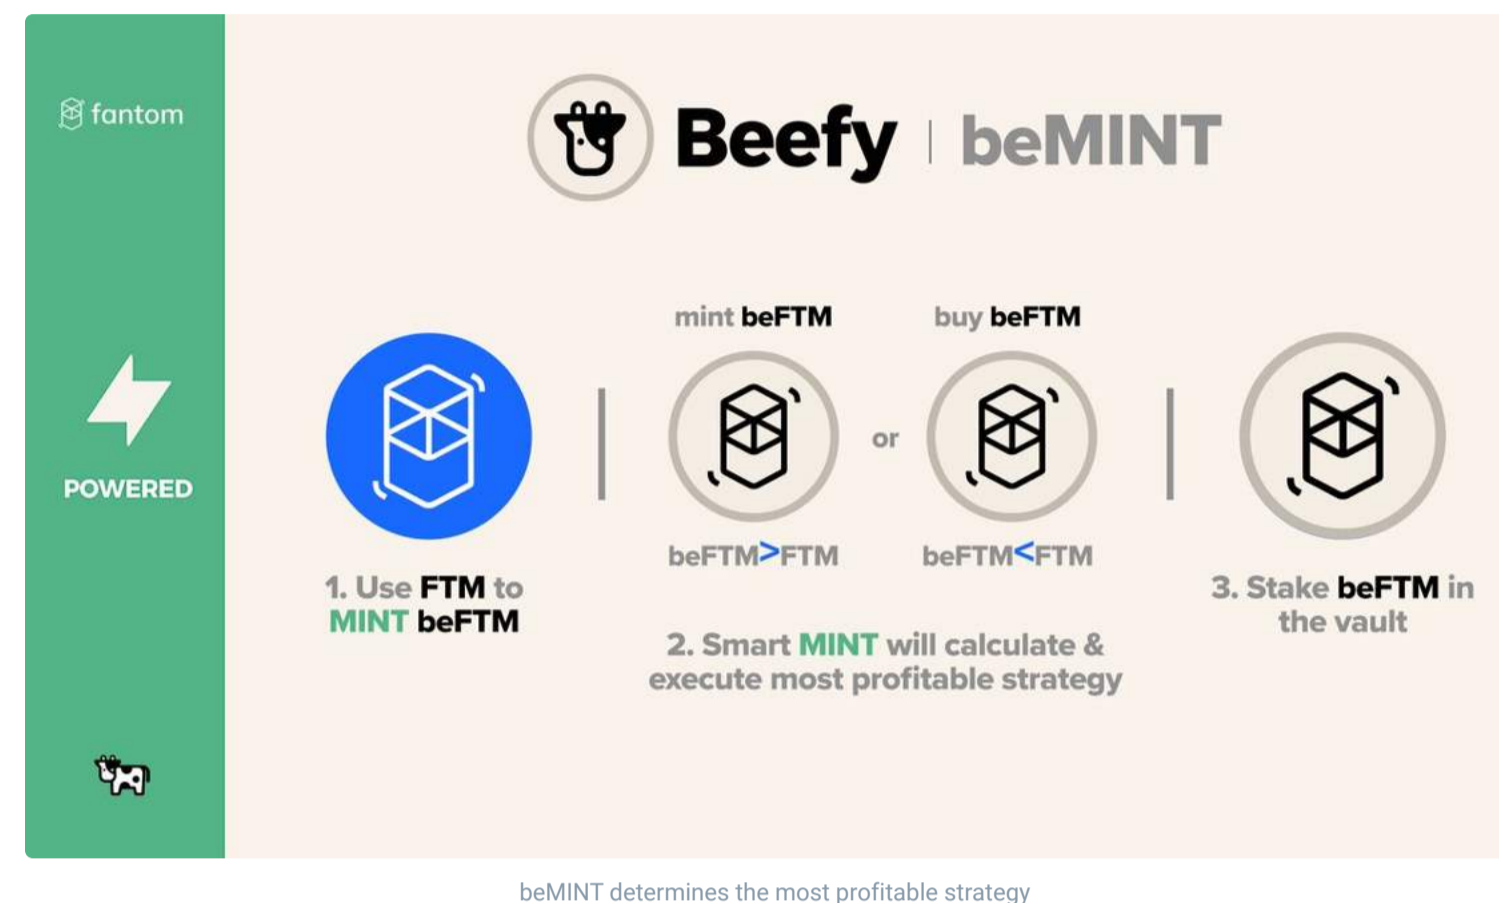 fantom
POWERED
Beefy | beMINT
mint beFTM
buy beFTM
or
beFTM>FTM
beFTM<FTM
1. Use FTM to
MINT beFTM
2. Smart MINT will calculate &
execute most profitable strategy
3. Stake beFTM in
the vault
beMINT determines the most profitable strategy